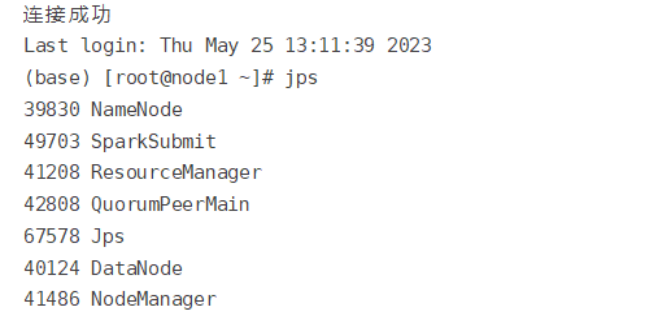 连接成功
Last login: Thu May 25 13:11:39 2023
(base) [root@node1 ~]# jps
39830 NameNode
49703 SparkSubmit
41208 ResourceManager
42808 QuorumPeerMain
67578 Jps
40124 DataNode
41486 NodeManager